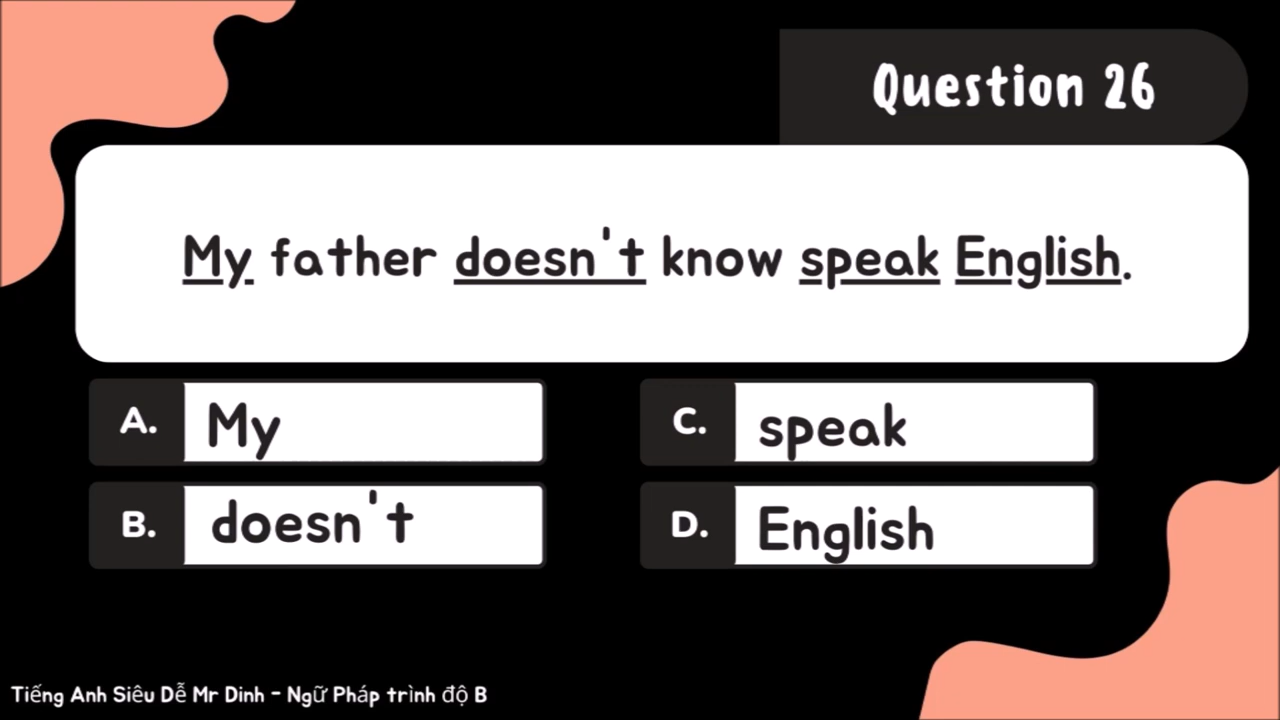 Question 26
My father doesn't know speak English.
A. My
B. doesn't
C. speak
D. English
Tiếng Anh Siêu Dễ Mr Dinh - Ngữ Pháp trình độ B